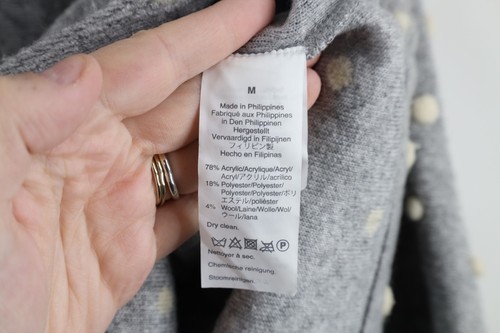 M
Made in Philippines
Fabriqué aux Philippines
in Den Philippinen
Hergestellt
Vervaardigd in Filipijnen
フィリピン製
Hecho en Filipinas
78% Acrylic/Acrylique/Acryl/
Acryl/アクリル/acrílico
18% Polyester/Polyester/
Polyester/Polyester/ポリ
エステル/poliéster
4% Wool/Laine/Wolle/Wol/
ウール/lana
Dry clean.
Nettoyer à sec.
Chemische reinigung.
Stoomreinigen.